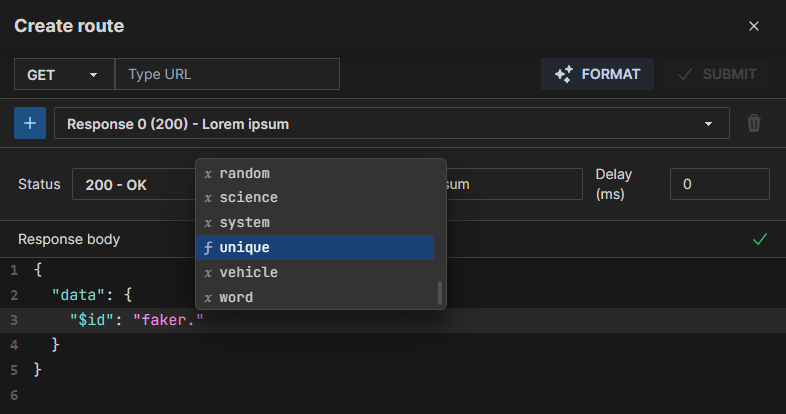 Create route
GET Type URL FORMAT SUBMIT
Response 0 (200) - Lorem ipsum
Status 200 - OK sum Delay (ms) 0
random
science
system
unique
vehicle
word
Response body
1 {
2 "data": {
3 "$id": "faker."
4 }
5 }
6